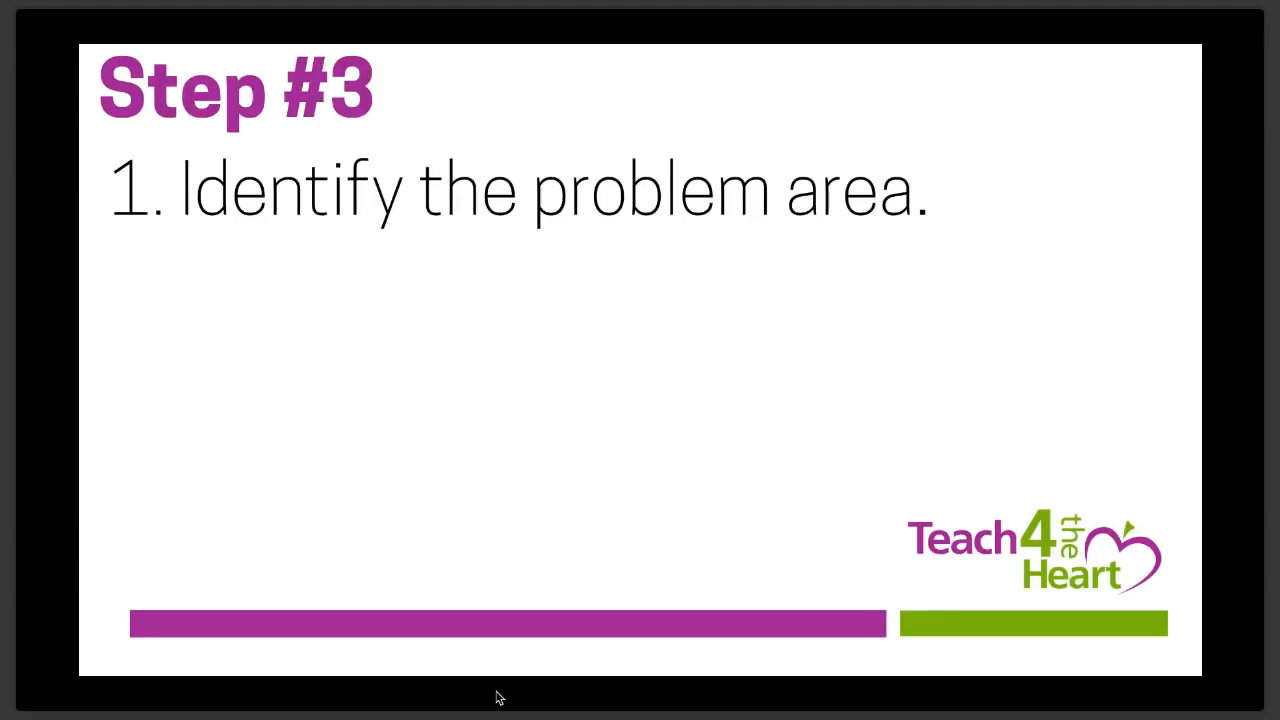 Step #3
1. Identify the problem area.
Teach4the
Heart